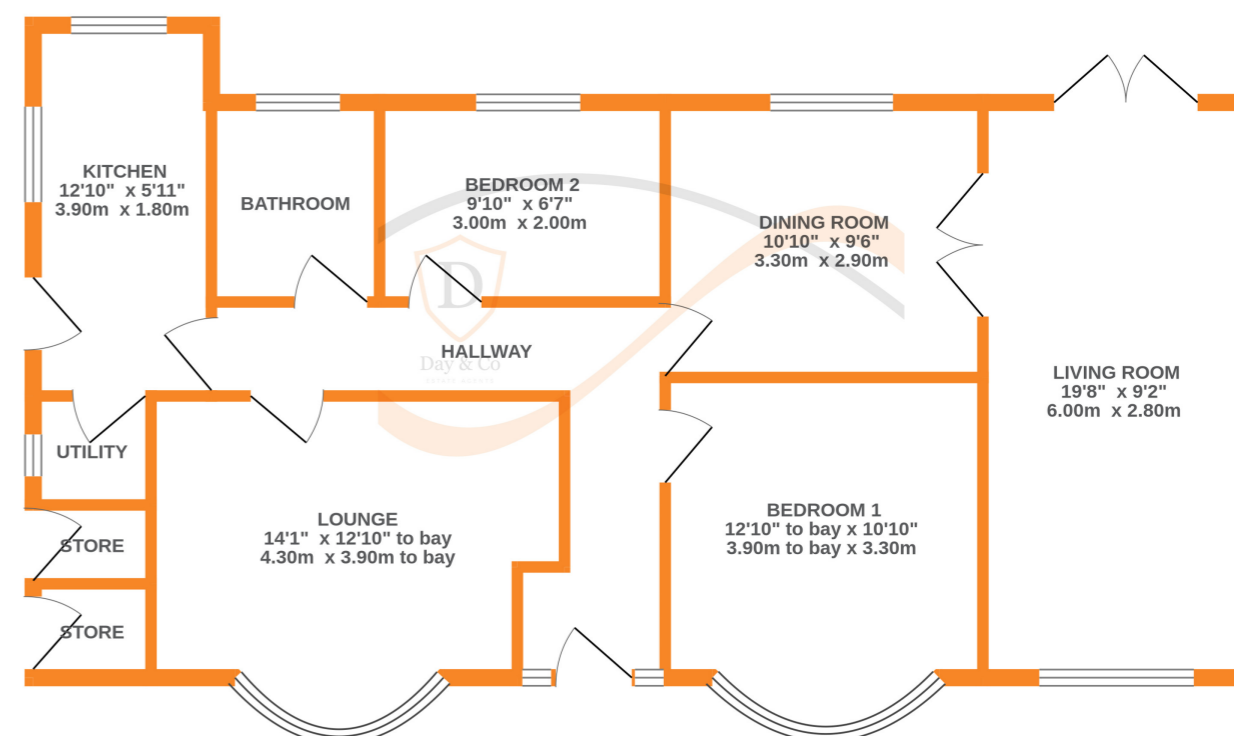 KITCHEN
12'10" x 5'11"
3.90m x 1.80m
BATHROOM
BEDROOM 2
9'10" x 6'7"
3.00m x 2.00m
DINING ROOM
10'10" x 9'6"
3.30m x 2.90m
D
HALLWAY
Day & Co
ESTATE AGENTS
LIVING ROOM
19'8" x 9'2"
6.00m x 2.80m
UTILITY
LOUNGE
14'1" x 12'10" to bay
4.30m x 3.90m to bay
BEDROOM 1
12'10" to bay x 10'10"
3.90m to bay x 3.30m
STORE
STORE